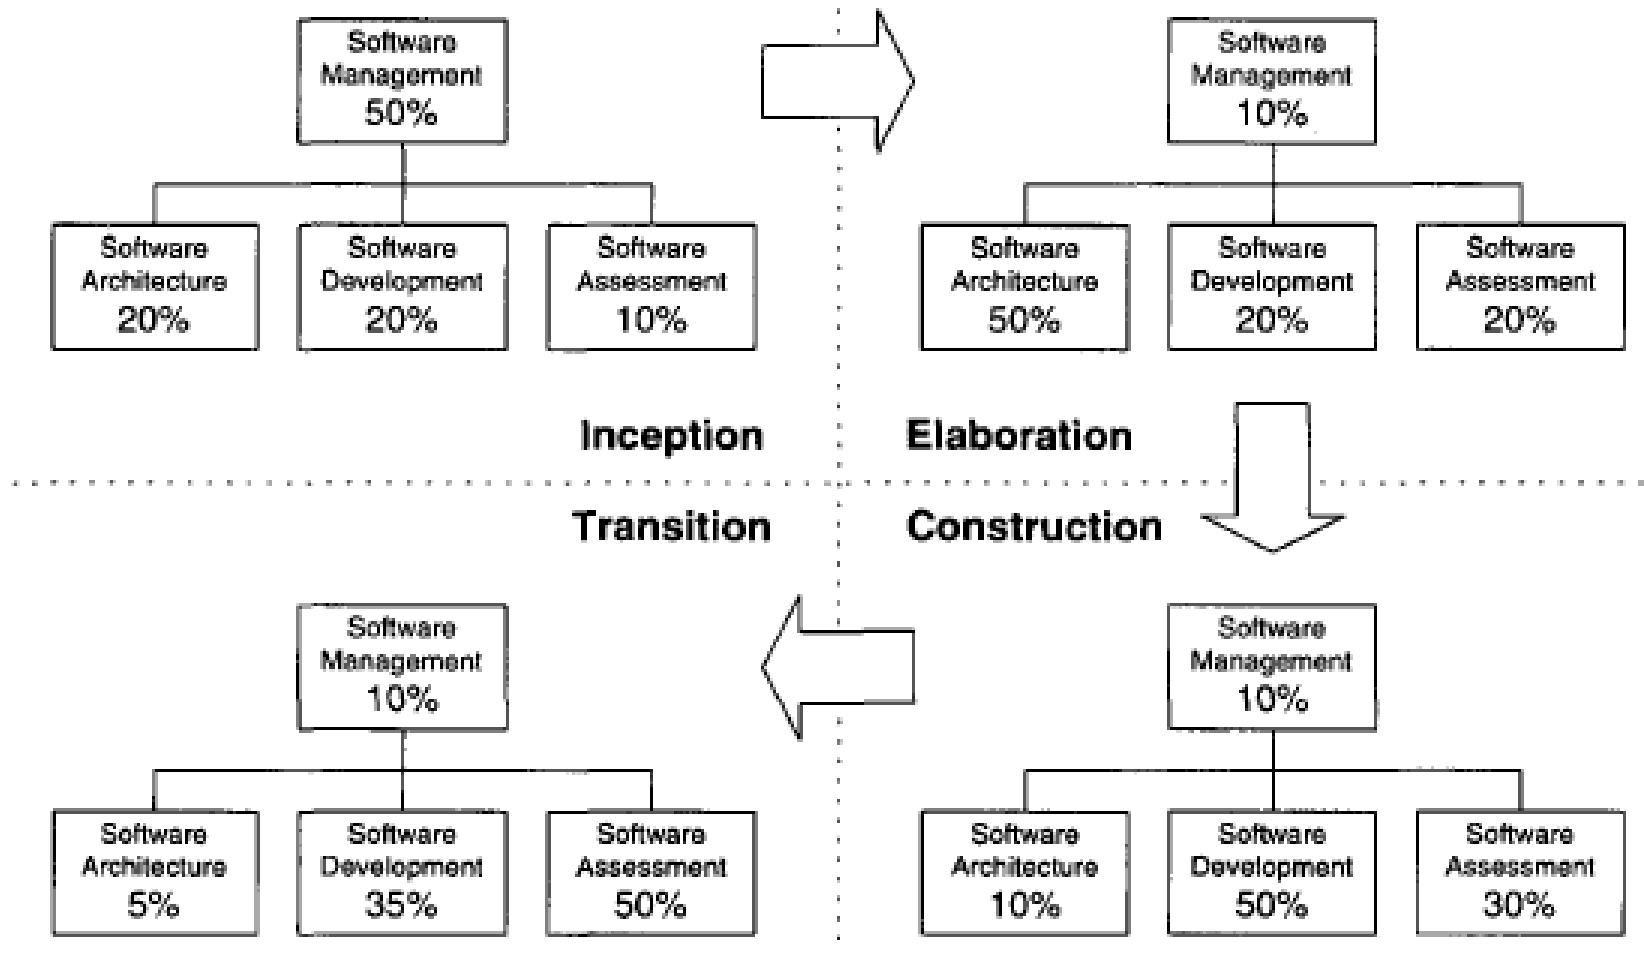 Software
Management
50%
Software
Architecture
20%
Software
Development
20%
Software
Assessment
10%
Inception
Software
Management
10%
Software
Architecture
50%
Software
Development
20%
Software
Assessment
20%
Elaboration
Transition
Software
Management
10%
Software
Architecture
5%
Software
Development
35%
Software
Assessment
50%
Construction
Software
Management
10%
Software
Architecture
10%
Software
Development
50%
Software
Assessment
30%